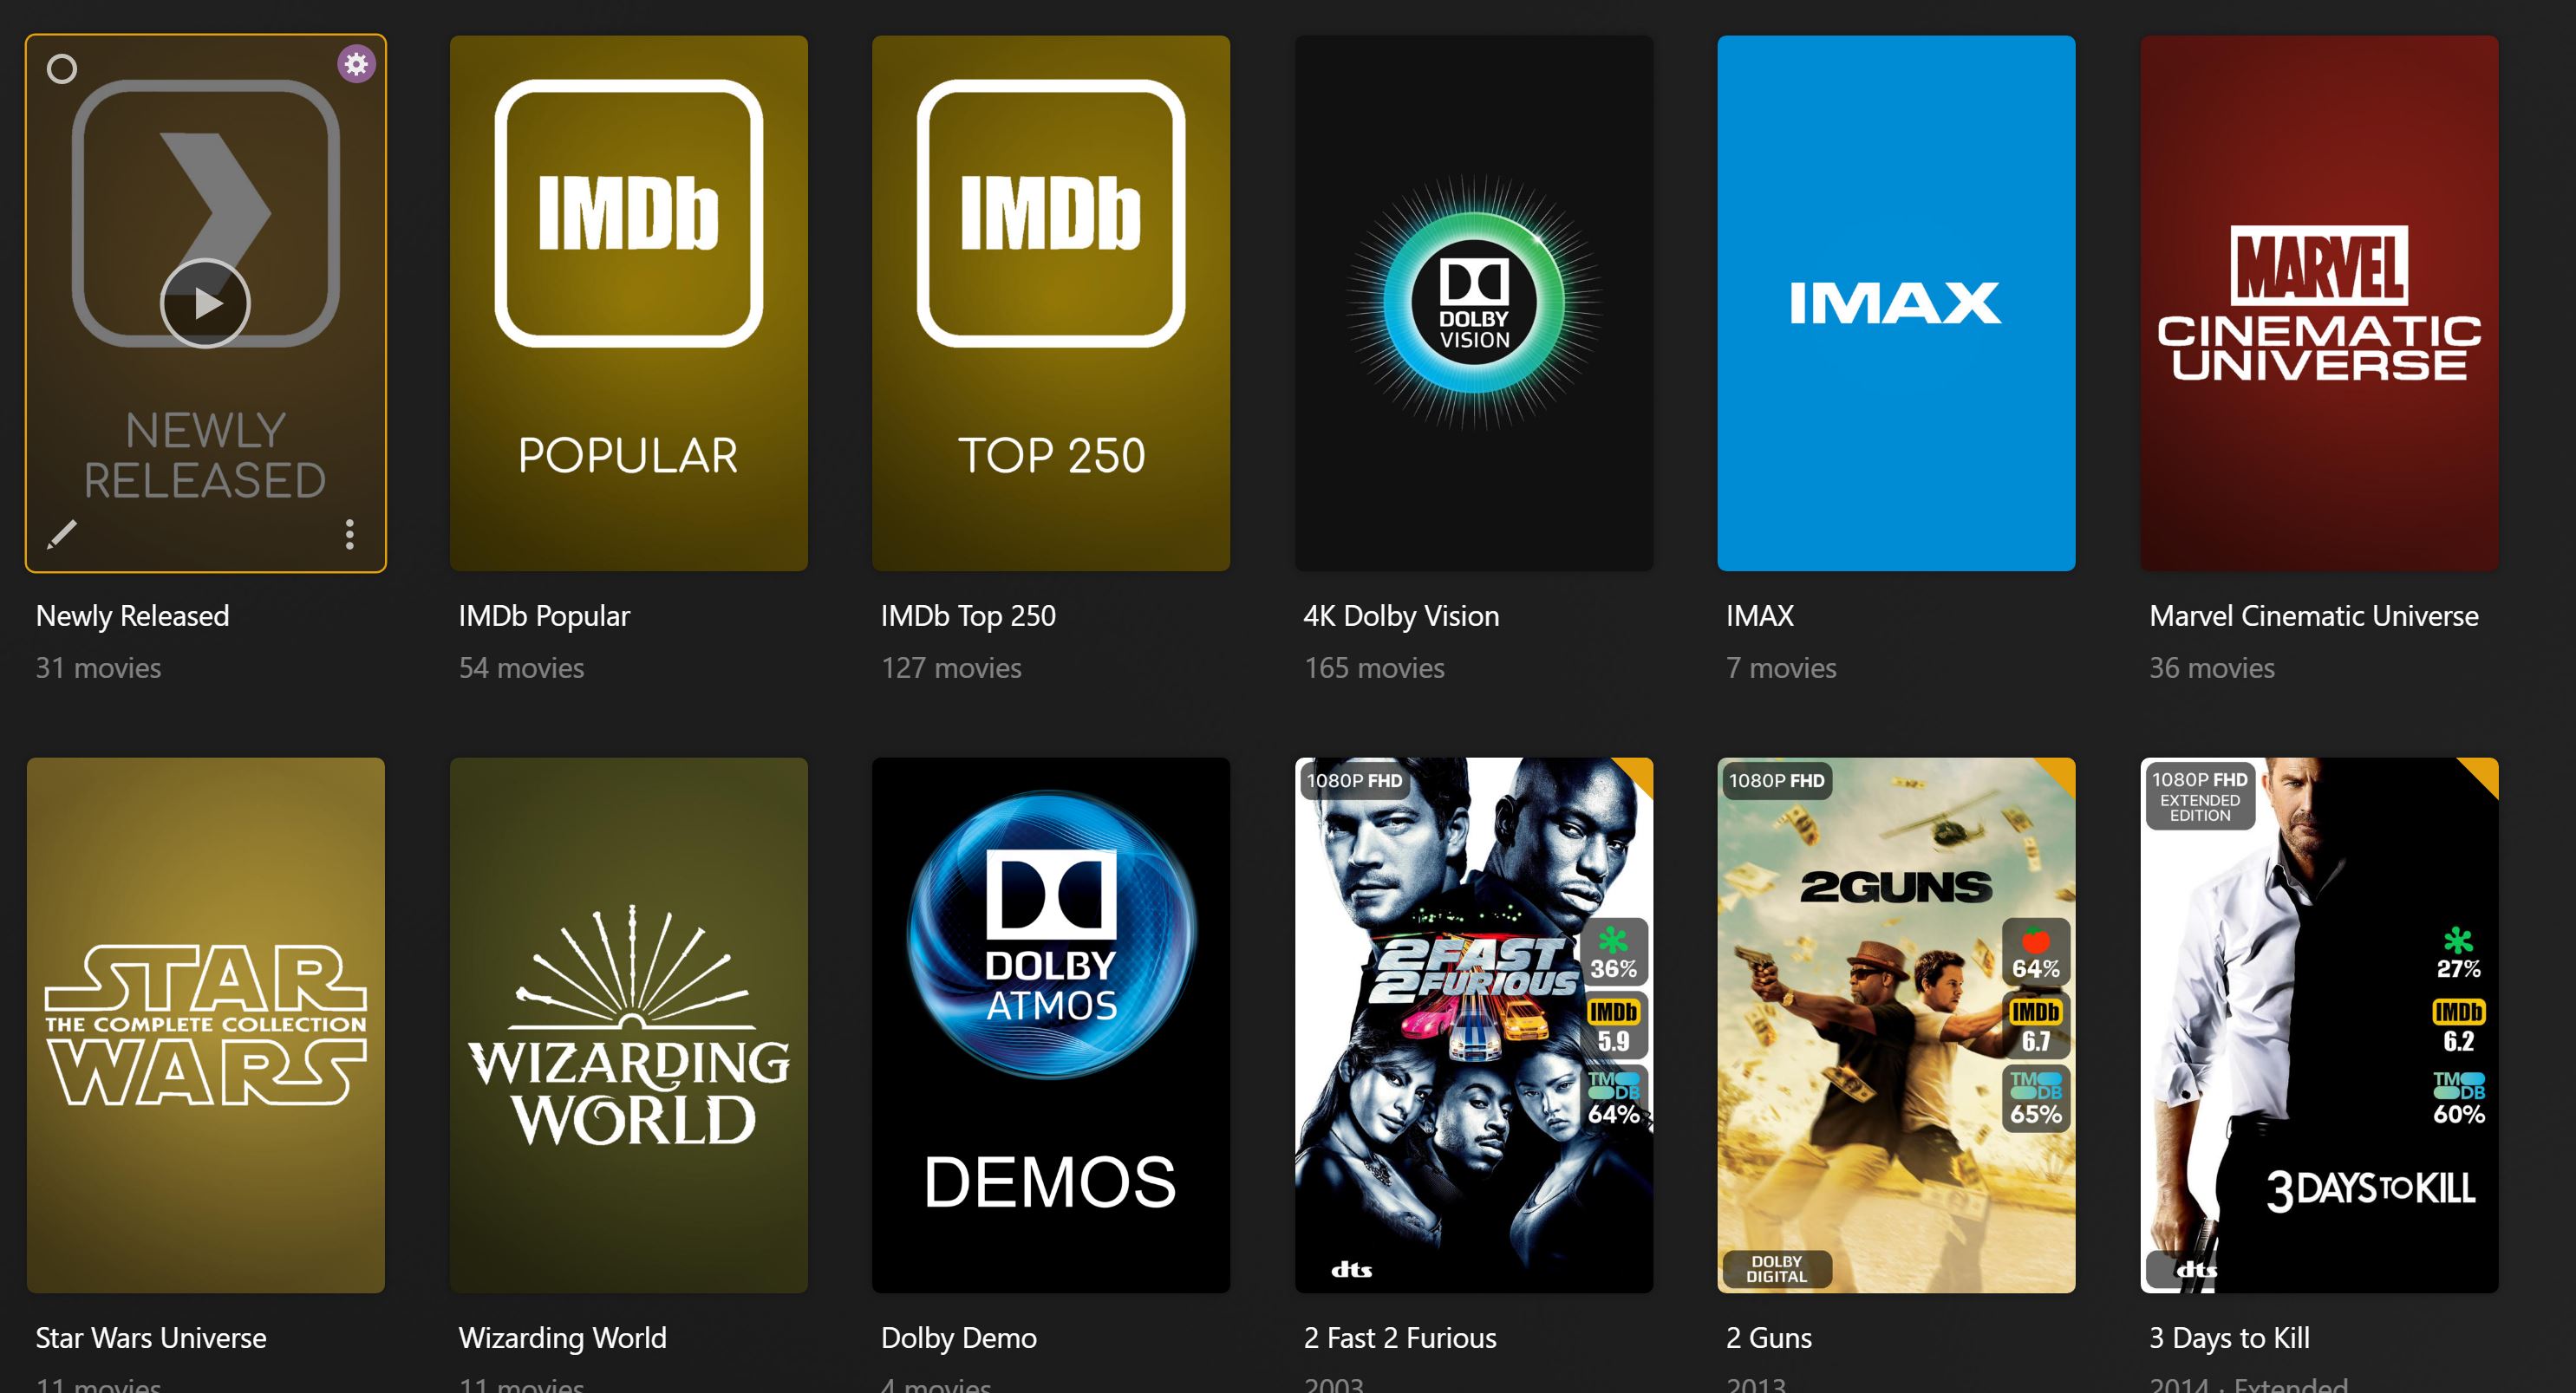 NEWLY
RELEASED
IMDb
POPULAR
IMDb
TOP 250
DOLBY
VISION
IMAX
MARVEL
CINEMATIC
UNIVERSE
Newly Released
IMDb Popular
IMDb Top 250
4K Dolby Vision
IMAX
Marvel Cinematic Universe
31 movies
54 movies
127 movies
165 movies
7 movies
36 movies
STAR
THE COMPLETE COLLECTION
WARS
WIZARDING
WORLD
DOLBY
ATMOS
DEMOS
1080P FHD
2FAST
2FURIOUS
36%
IMDb
5.9
TMDB
64%
dts
1080P FHD
2GUNS
64%
IMDb
6.7
TMDB
65%
DOLBY
DIGITAL
1080P FHD
EXTENDED
EDITION
27%
IMDb
6.2
TMDB
60%
3 DAYS TO KILL
dts
Star Wars Universe
Wizarding World
Dolby Demo
2 Fast 2 Furious
2 Guns
3 Days to Kill
11 movies
11 movies
4 movies
2003
2013
2014 · Extended